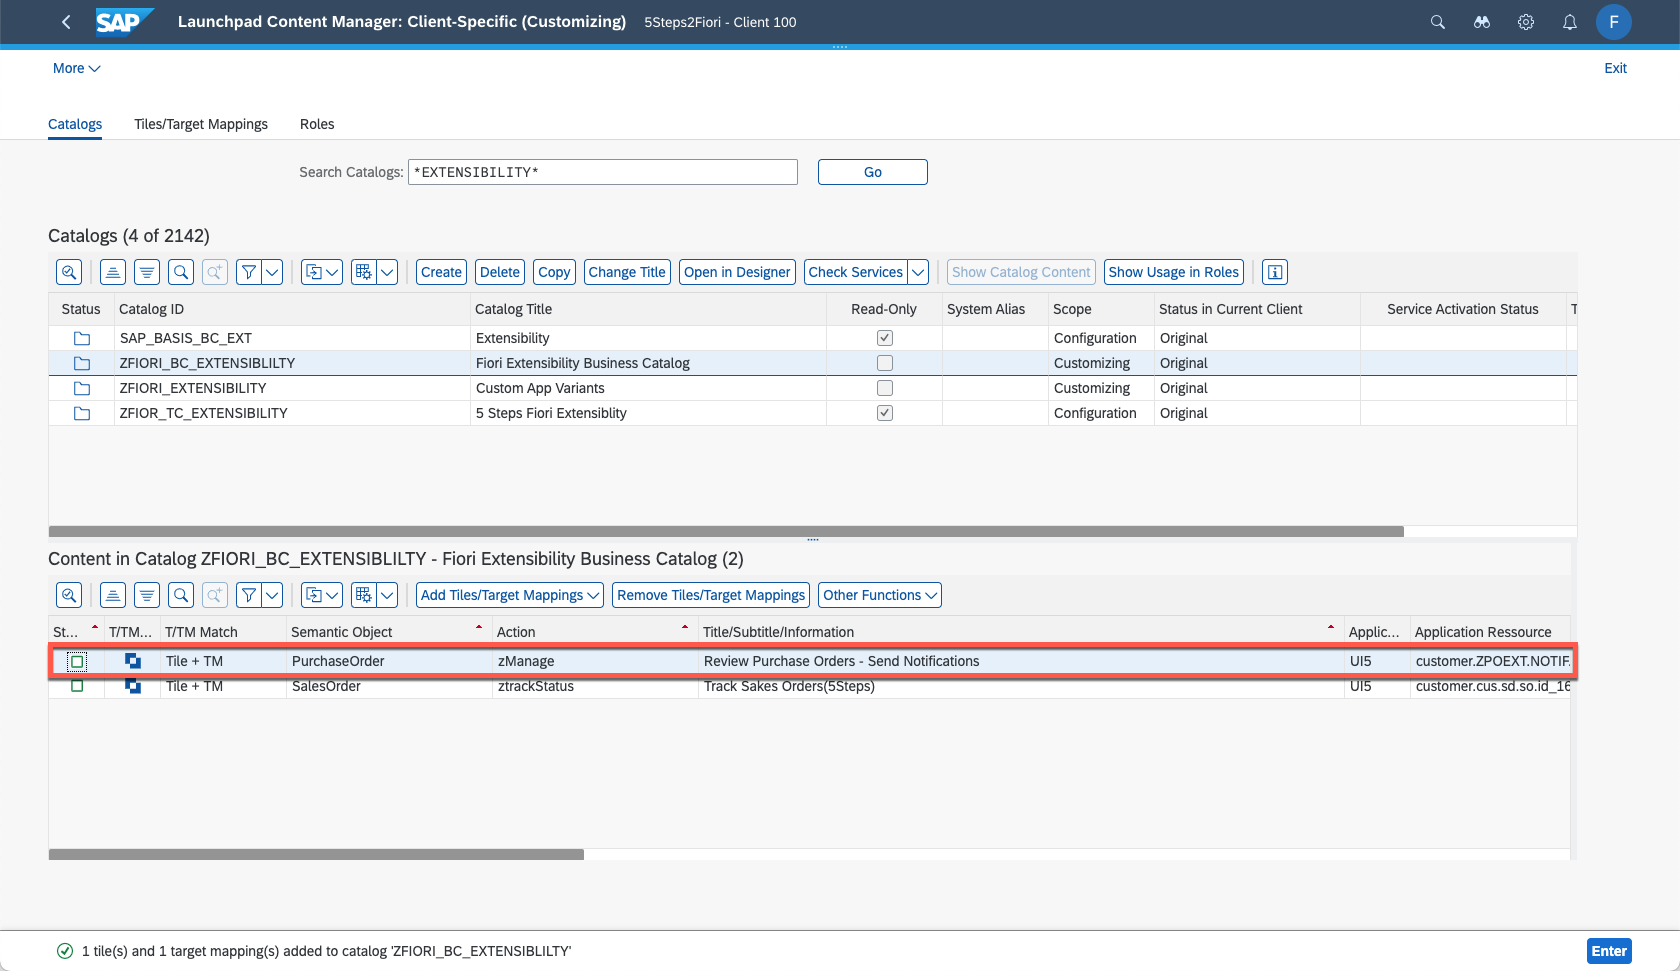 SAP Launchpad Content Manager: Client-Specific (Customizing) 5Steps2Fiori - Client 100 F
More Exit
Catalogs Tiles/Target Mappings Roles
Search Catalogs: *EXTENSIBILITY* Go
Catalogs (4 of 2142)
Create Delete Copy Change Title Open in Designer Check Services Show Catalog Content Show Usage in Roles
Status Catalog ID Catalog Title Read-Only System Alias Scope Status in Current Client Service Activation Status T
SAP_BASIS_BC_EXT Extensibility Configuration Original
ZFIORI_BC_EXTENSIBLILTY Fiori Extensibility Business Catalog Customizing Original
ZFIORI_EXTENSIBILITY Custom App Variants Customizing Original
ZFIOR_TC_EXTENSIBILITY 5 Steps Fiori Extensiblity Configuration Original
Content in Catalog ZFIORI_BC_EXTENSIBLILTY - Fiori Extensibility Business Catalog (2)
Add Tiles/Target Mappings Remove Tiles/Target Mappings Other Functions
St... T/TM... T/TM Match Semantic Object Action Title/Subtitle/Information Applic... Application Ressource
Tile + TM PurchaseOrder zManage Review Purchase Orders - Send Notifications UI5 customer.ZPOEXT.NOTIF.
Tile + TM SalesOrder ztrackStatus Track Sakes Orders(5Steps) UI5 customer.cus.sd.so.id_16
1 tile(s) and 1 target mapping(s) added to catalog 'ZFIORI_BC_EXTENSIBLILTY' Enter